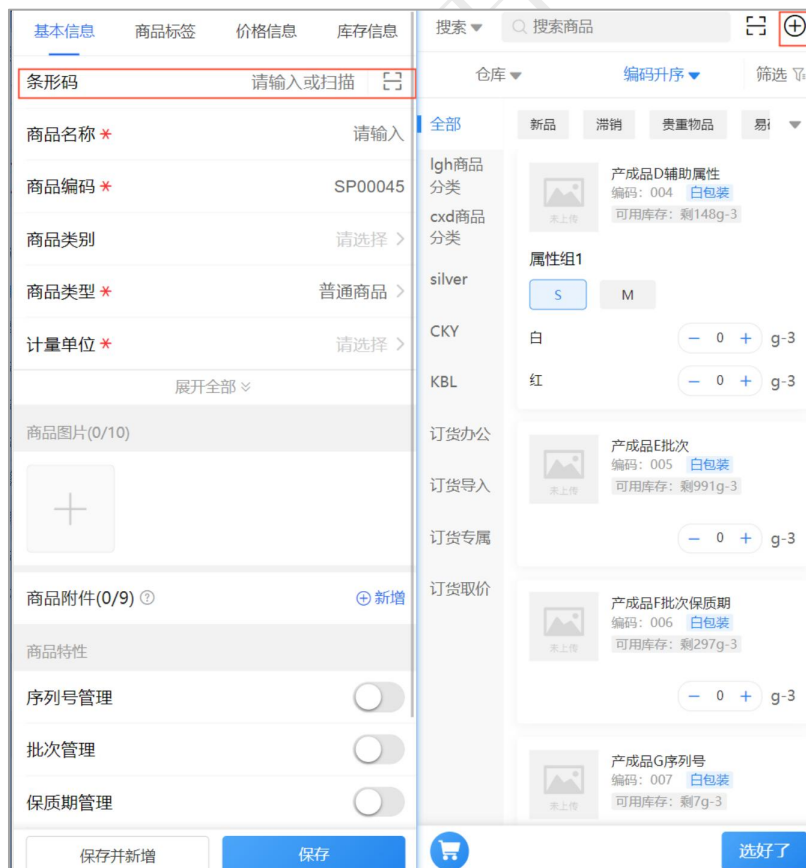 基本信息 商品标签 价格信息 库存信息
条形码 请输入或扫描
商品名称 * 请输入
商品编码 * SP00045
商品类别 请选择
商品类型 * 普通商品
计量单位 * 请选择
展开全部
商品图片(0/10)
商品附件(0/9) 新增
商品特性
序列号管理
批次管理
保质期管理
保存并新增 保存
搜索 搜索商品
仓库 编码升序 筛选
全部
lgh商品
分类
cxd商品
分类
silver
CKY
KBL
订货办公
订货导入
订货专属
订货取价
新品 滞销 贵重物品
产成品D辅助属性
编码：004 白包装
未上传
可用库存：剩148g-3
属性组1
S M
白 − 0 + g-3
红 − 0 + g-3
产成品E批次
编码：005 白包装
未上传
可用库存：剩991g-3
− 0 + g-3
产成品F批次保质期
编码：006 白包装
未上传
可用库存：剩297g-3
− 0 + g-3
产成品G序列号
编码：007 白包装
未上传
可用库存：剩7g-3
选好了